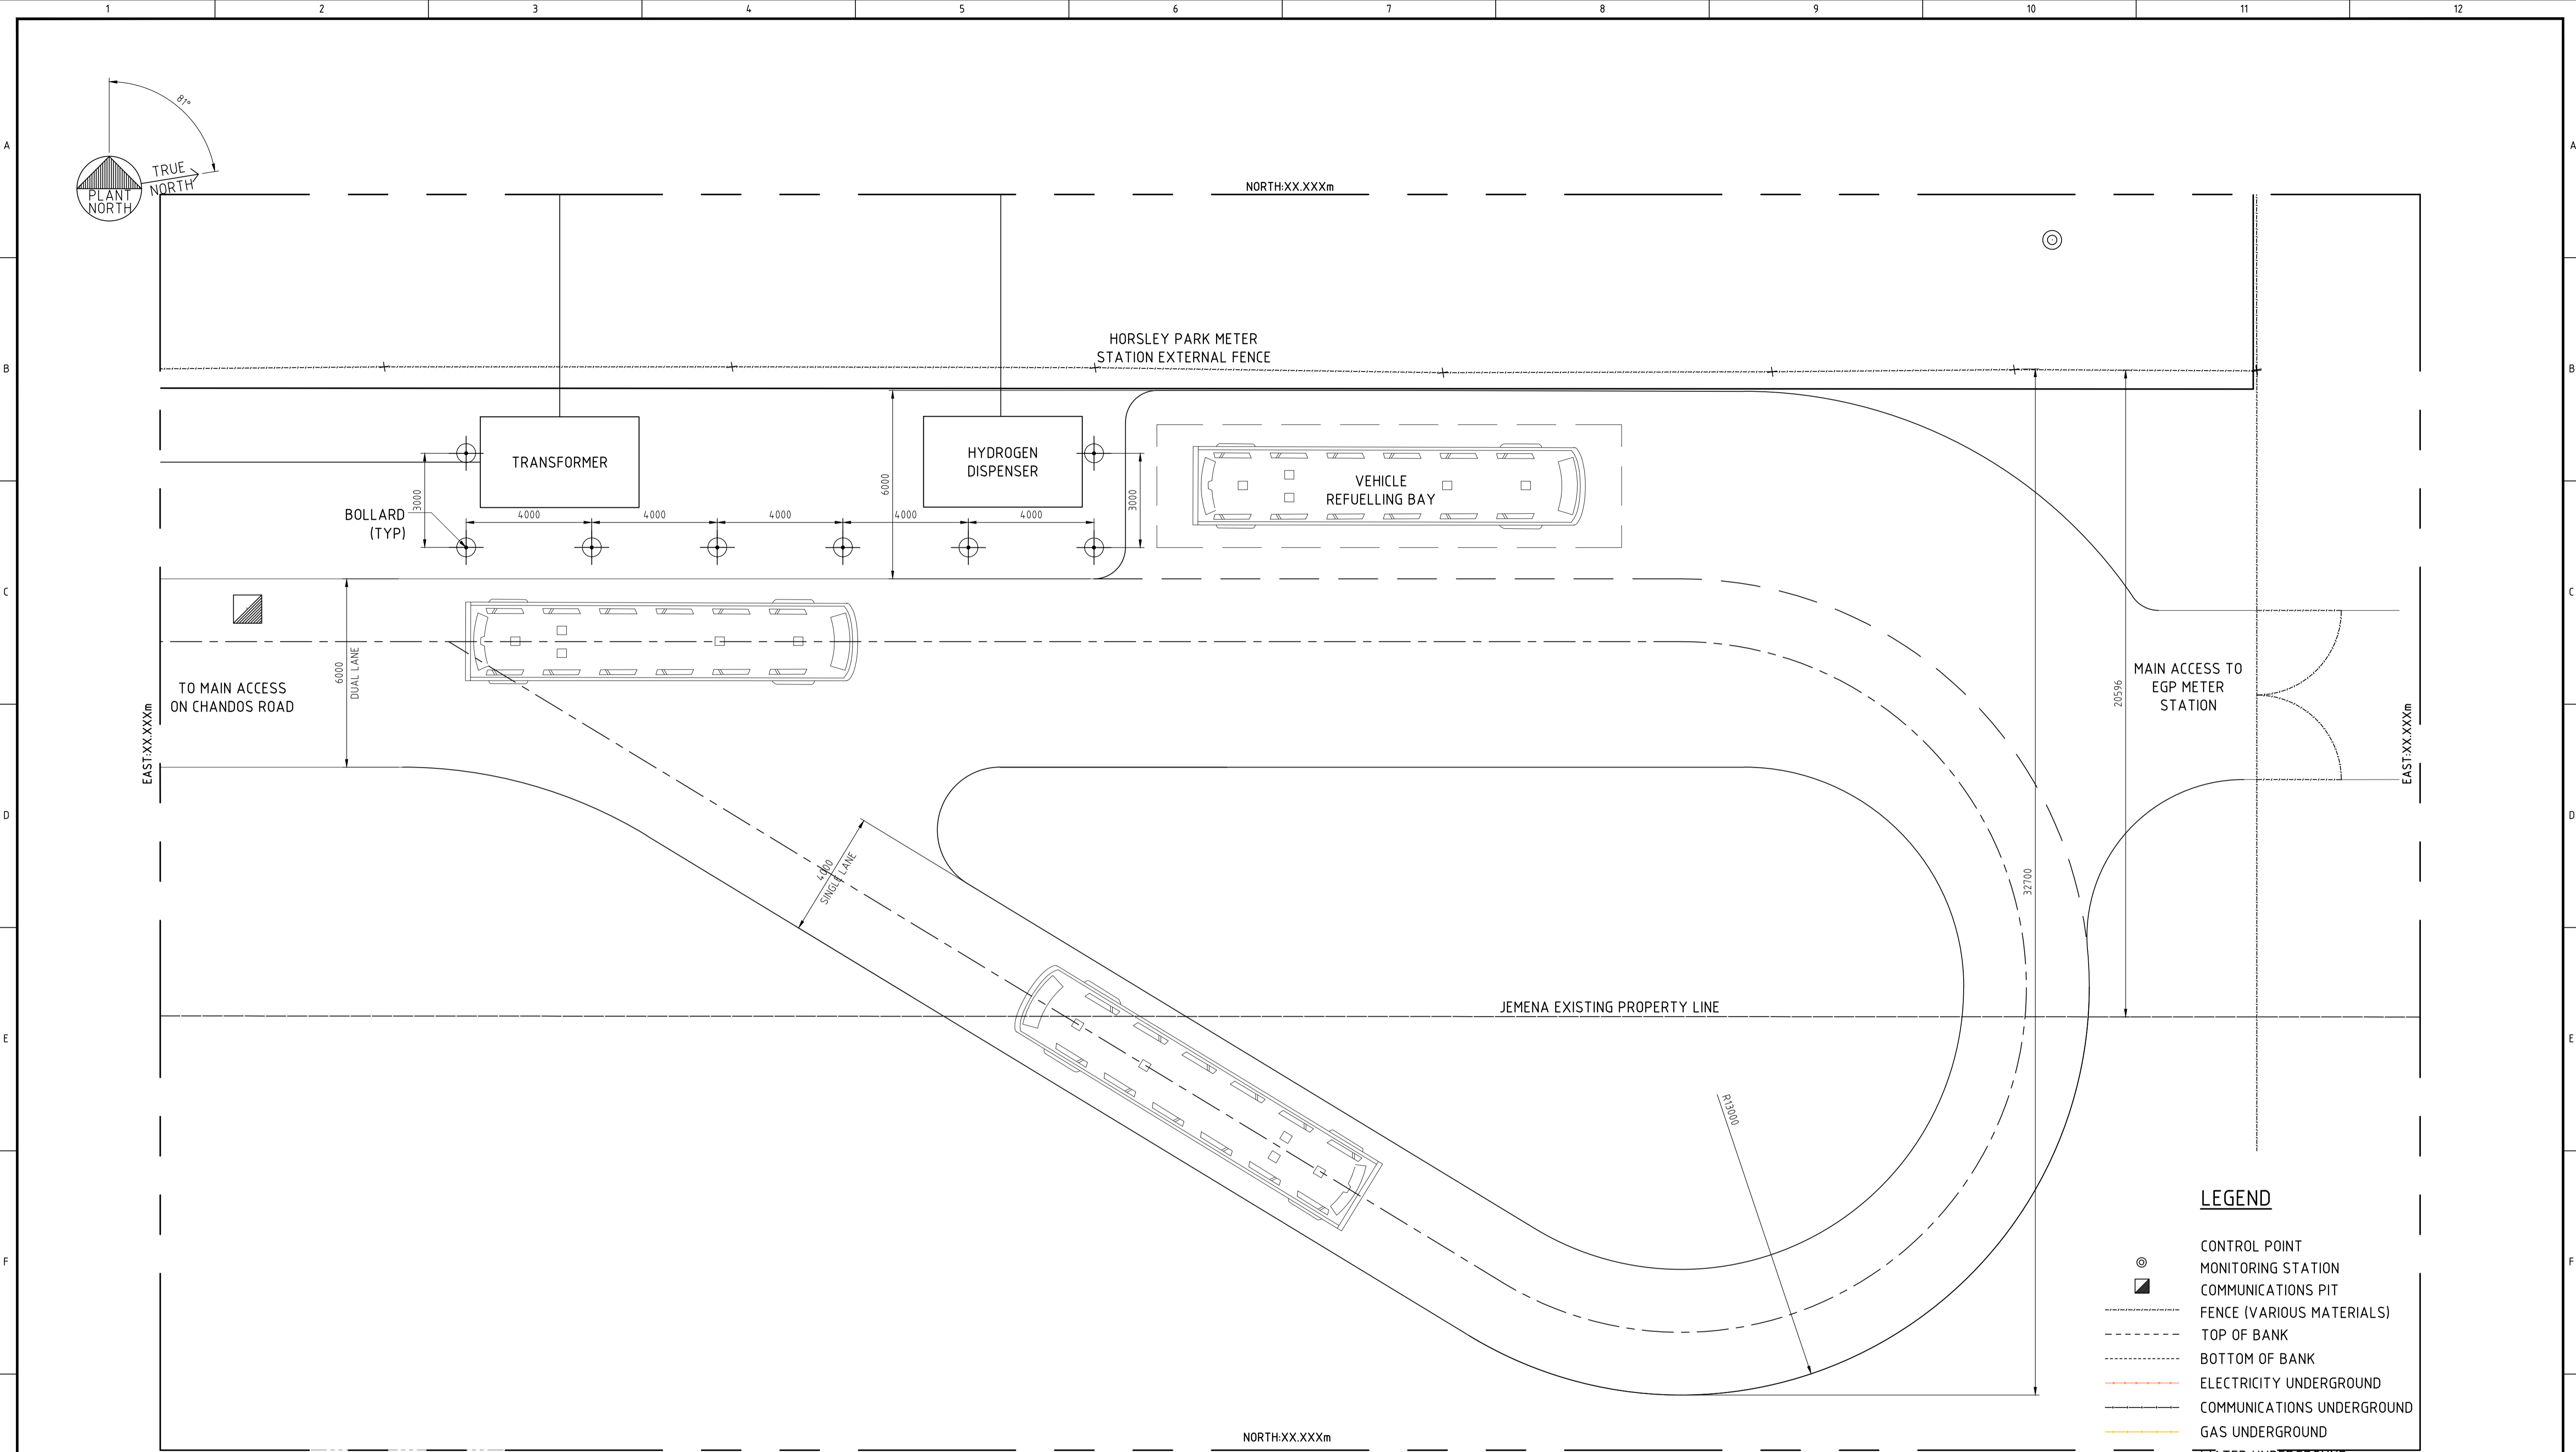 1 2 3 4 5 6 7 8 9 10 11 12
A A
81°
TRUE
NORTH
PLANT
NORTH
NORTH:XX.XXXm
B B
HORSLEY PARK METER
STATION EXTERNAL FENCE
TRANSFORMER
HYDROGEN
DISPENSER
VEHICLE
REFUELLING BAY
3000
6000
3000
BOLLARD
(TYP)
4000 4000 4000 4000 4000
C C
6000
DUAL LANE
TO MAIN ACCESS
ON CHANDOS ROAD
MAIN ACCESS TO
EGP METER
STATION
20596
EAST:XX.XXXm
EAST:XX.XXXm
D D
4000
SINGLE LANE
32700
JEMENA EXISTING PROPERTY LINE
E E
R13000
LEGEND
CONTROL POINT
MONITORING STATION
COMMUNICATIONS PIT
FENCE (VARIOUS MATERIALS)
TOP OF BANK
BOTTOM OF BANK
ELECTRICITY UNDERGROUND
COMMUNICATIONS UNDERGROUND
GAS UNDERGROUND
F F
NORTH:XX.XXXm